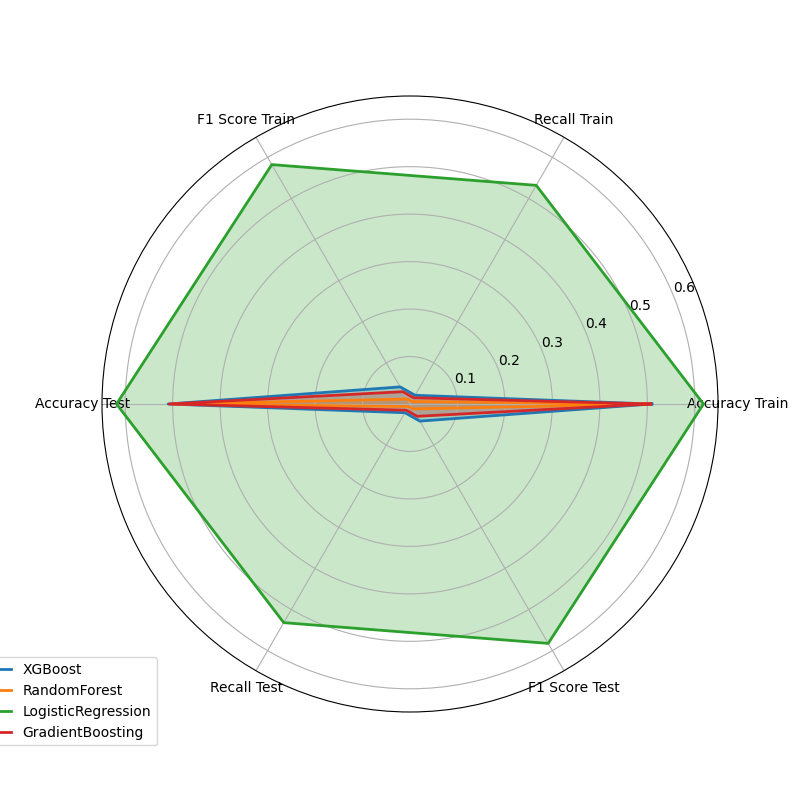 F1 Score Train
Recall Train
0.6
0.5
0.4
0.3
0.2
0.1
Accuracy Test
Accuracy Train
Recall Test
F1 Score Test
XGBoost
RandomForest
LogisticRegression
GradientBoosting